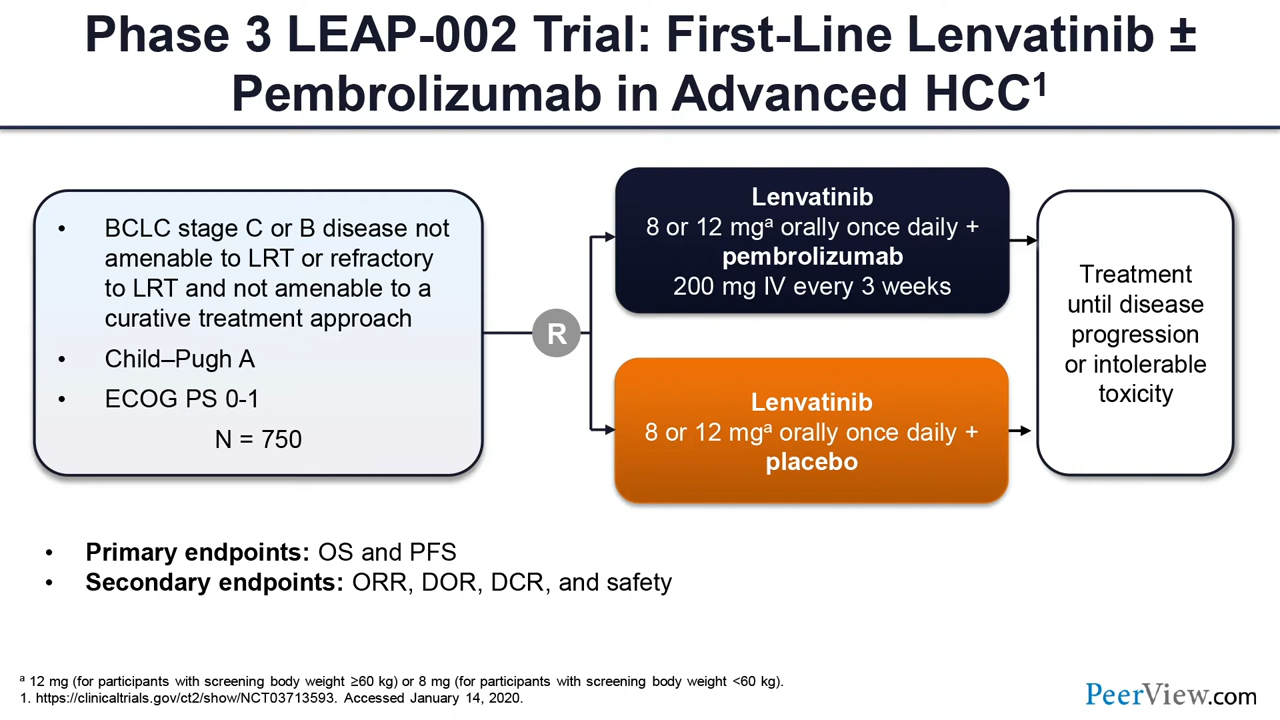 Phase 3 LEAP-002 Trial: First-Line Lenvatinib ±
Pembrolizumab in Advanced HCC¹
• BCLC stage C or B disease not
amenable to LRT or refractory
to LRT and not amenable to a
curative treatment approach
• Child–Pugh A
• ECOG PS 0-1
N = 750
R
Lenvatinib
8 or 12 mgᵃ orally once daily +
pembrolizumab
200 mg IV every 3 weeks
Lenvatinib
8 or 12 mgᵃ orally once daily +
placebo
Treatment
until disease
progression
or intolerable
toxicity
• Primary endpoints: OS and PFS
• Secondary endpoints: ORR, DOR, DCR, and safety
ᵃ 12 mg (for participants with screening body weight ≥60 kg) or 8 mg (for participants with screening body weight <60 kg).
1. https://clinicaltrials.gov/ct2/show/NCT03713593. Accessed January 14, 2020.
PeerView.com